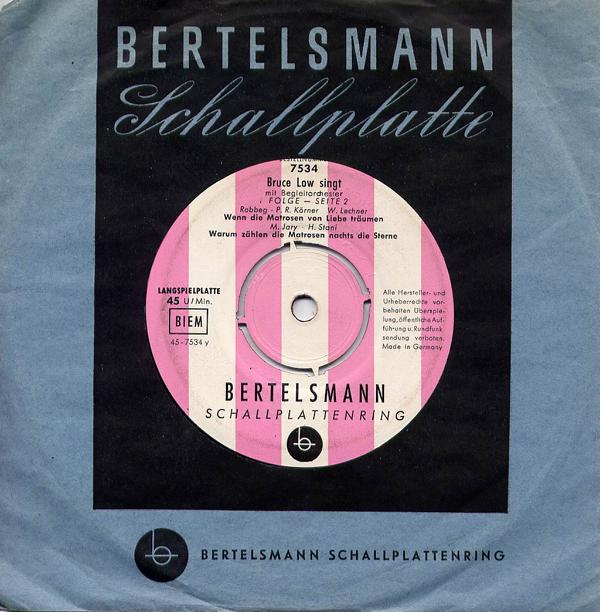 BERTELSMANN
Schallplatte
BESTELLNUMMER
7534
Bruce Low singt
mit Begleitorchester
FOLGE – SEITE 2
Robbeg · P. R. Körner W. Lechner
Wenn die Matrosen von Liebe träumen
M. Jary · H. Stani
Warum zählen die Matrosen nachts die Sterne
LANGSPIELPLATTE
45 U/Min.
BIEM
45-7534 y
Alle Hersteller- und
Urheberrechte vor-
behalten Überspie-
lung, öffentliche Auf-
führung u. Rundfunk
sendung verboten.
Made in Germany
BERTELSMANN
SCHALLPLATTENRING
b
b
BERTELSMANN SCHALLPLATTENRING